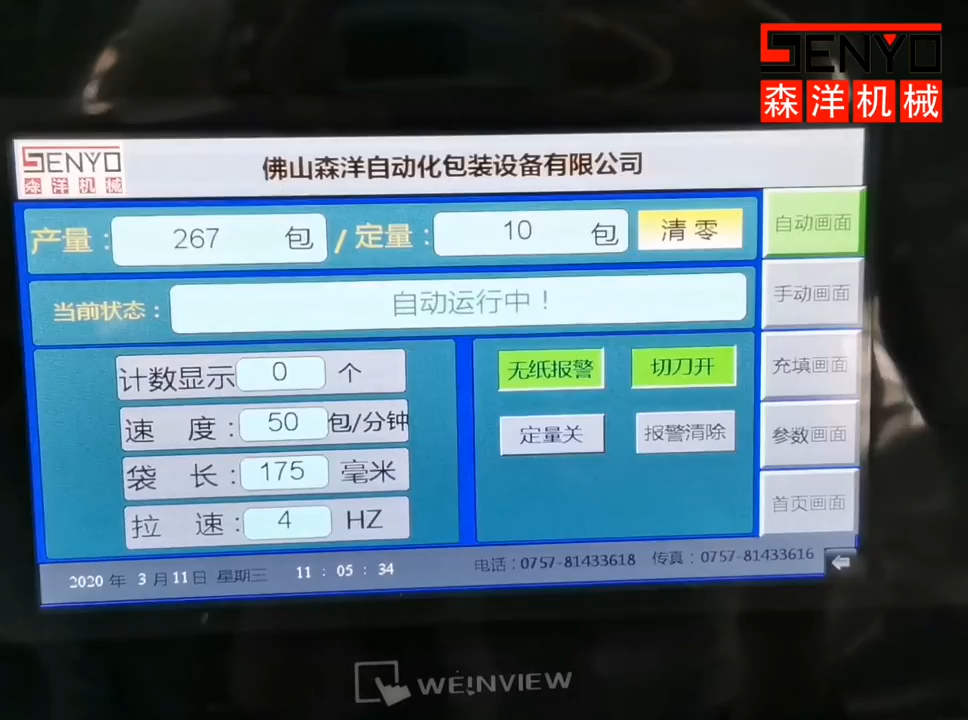 SENYO
森洋机械
SENYO
森洋机械
佛山森洋自动化包装设备有限公司
产量：267 包 / 定量：10 包 清零
当前状态：自动运行中！
计数显示 0 个
速 度：50 包/分钟
袋 长：175 毫米
拉 速：4 HZ
无纸报警 切刀开
定量关 报警清除
自动画面
手动画面
充填画面
参数画面
首页画面
2020 年 3 月 11 日 星期三 11 : 05 : 34
电话：0757-81433618 传真：0757-81433616
WEINVIEW